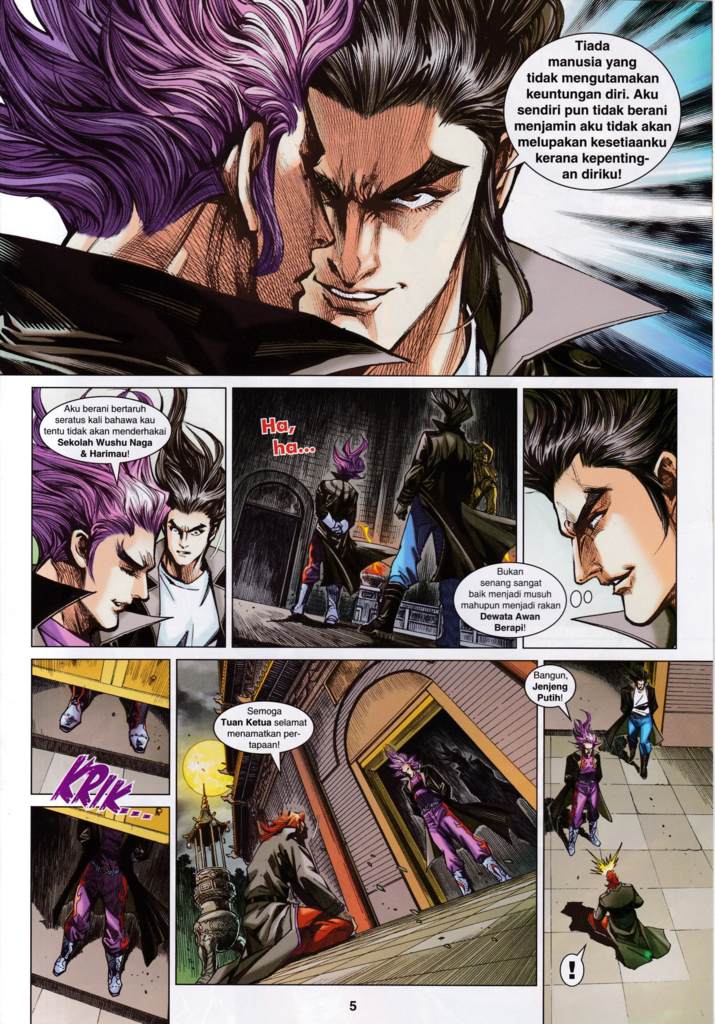 Tiada
manusia yang
tidak mengutamakan
keuntungan diri. Aku
sendiri pun tidak berani
menjamin aku tidak akan
melupakan kesetiaanku
kerana kepenting-
an diriku!
Aku berani bertaruh
seratus kali bahawa kau
tentu tidak akan menderhakai
Sekolah Wushu Naga
& Harimau!
Ha,
ha...
Bukan
senang sangat
baik menjadi musuh
mahupun menjadi rakan
Dewata Awan
Berapi!
KRIK...
Semoga
Tuan Ketua selamat
menamatkan per-
tapaan!
Bangun,
Jenjeng
Putih!
!
5